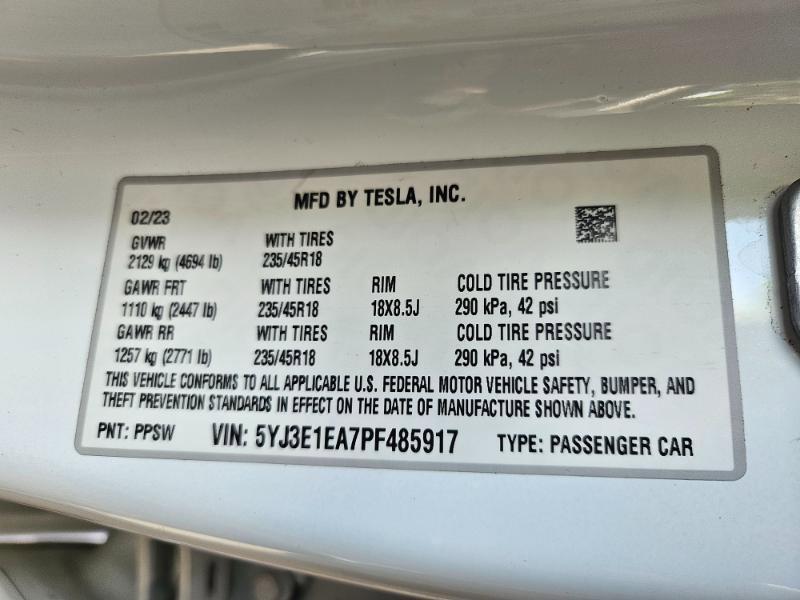 MFD BY TESLA, INC.
02/23
GVWR WITH TIRES
2129 kg (4694 lb) 235/45R18
GAWR FRT WITH TIRES RIM COLD TIRE PRESSURE
1110 kg (2447 lb) 235/45R18 18X8.5J 290 kPa, 42 psi
GAWR RR WITH TIRES RIM COLD TIRE PRESSURE
1257 kg (2771 lb) 235/45R18 18X8.5J 290 kPa, 42 psi
THIS VEHICLE CONFORMS TO ALL APPLICABLE U.S. FEDERAL MOTOR VEHICLE SAFETY, BUMPER, AND
THEFT PREVENTION STANDARDS IN EFFECT ON THE DATE OF MANUFACTURE SHOWN ABOVE.
PNT: PPSW VIN: 5YJ3E1EA7PF485917 TYPE: PASSENGER CAR